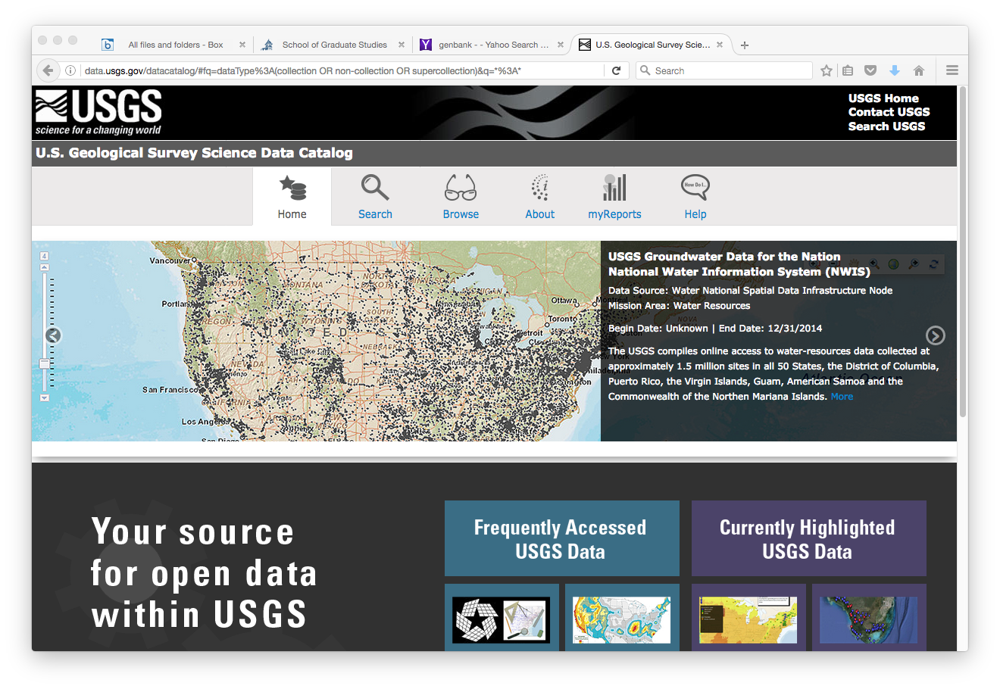 All files and folders - Box
School of Graduate Studies
genbank - - Yahoo Search ...
U.S. Geological Survey Scie...
data.usgs.gov/datacatalog/#fq=dataType%3A(collection OR non-collection OR supercollection)&q=*%3A*
Search
USGS
science for a changing world
USGS Home
Contact USGS
Search USGS
U.S. Geological Survey Science Data Catalog
Home
Search
Browse
About
myReports
How Do I...
Help
4
Vancouver
Portland
San Francisco
Los Angeles
San Diego
Ottawa
Toronto
USGS Groundwater Data for the Nation
National Water Information System (NWIS)
Data Source: Water National Spatial Data Infrastructure Node
Mission Area: Water Resources
Begin Date: Unknown | End Date: 12/31/2014
The USGS compiles online access to water-resources data collected at
approximately 1.5 million sites in all 50 States, the District of Columbia,
Puerto Rico, the Virgin Islands, Guam, American Samoa and the
Commonwealth of the Northen Mariana Islands. More
Your source
for open data
within USGS
Frequently Accessed
USGS Data
Currently Highlighted
USGS Data